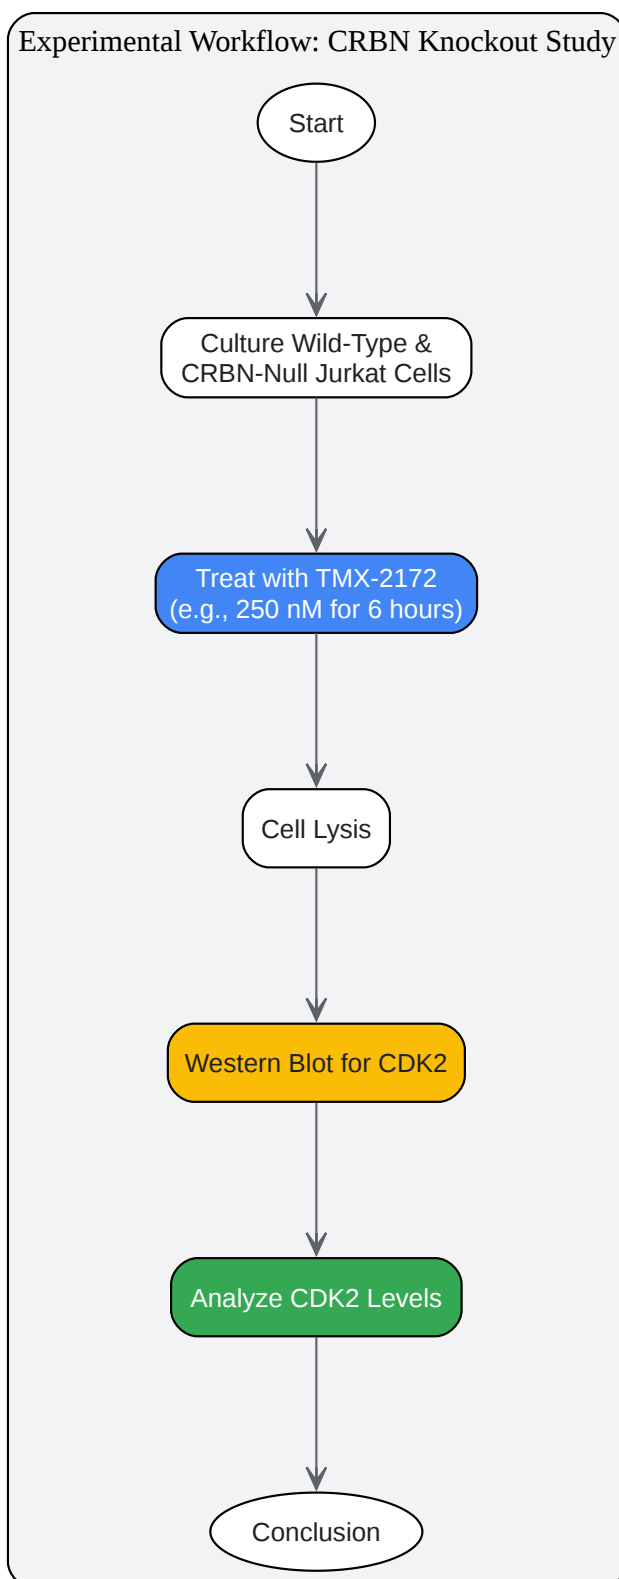 Experimental Workflow: CRBN Knockout Study
Start
Culture Wild-Type &
CRBN-Null Jurkat Cells
Treat with TMX-2172
(e.g., 250 nM for 6 hours)
Cell Lysis
Western Blot for CDK2
Analyze CDK2 Levels
Conclusion